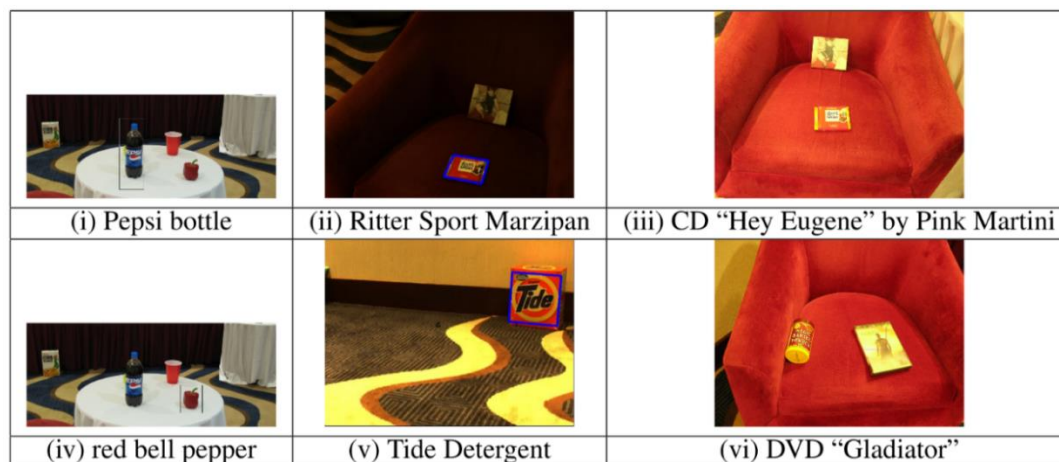 (i) Pepsi bottle
(ii) Ritter Sport Marzipan
(iii) CD “Hey Eugene” by Pink Martini
Tide
(iv) red bell pepper
(v) Tide Detergent
(vi) DVD “Gladiator”